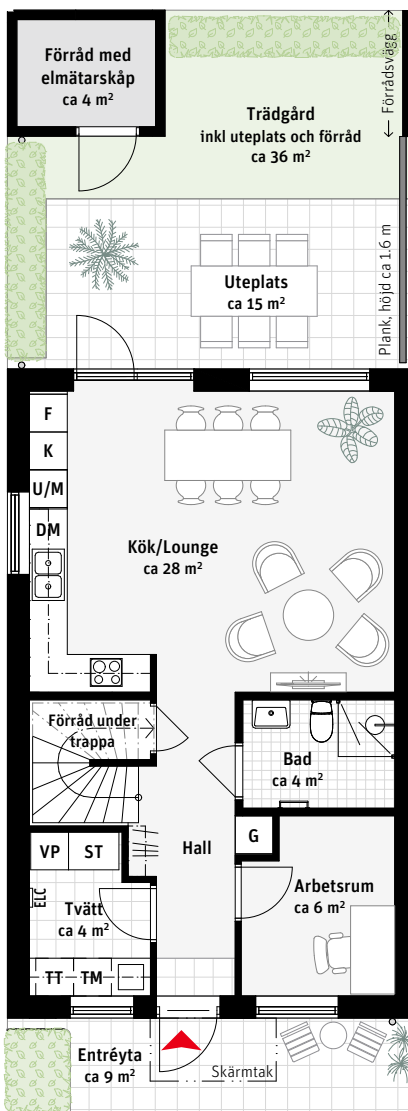 Förråd med
elmätarskåp
ca 4 m²
Förrådsvägg
Trädgård
inkl uteplats och förråd
ca 36 m²
Plank, höjd ca 1.6 m
Uteplats
ca 15 m²
F
K
U/M
DM
Kök/Lounge
ca 28 m²
Förråd under
trappa
Bad
ca 4 m²
VP
ST
Hall
G
ELC
Tvätt
ca 4 m²
Arbetsrum
ca 6 m²
TT
TM
Entréyta
ca 9 m²
Skärmtak